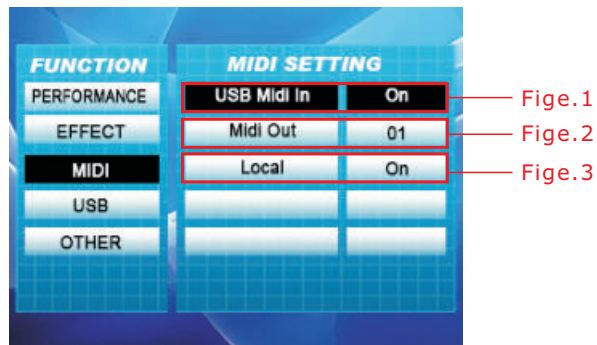 FUNCTION
PERFORMANCE
EFFECT
MIDI
USB
OTHER
MIDI SETTING
USB Midi In On
Midi Out 01
Local On
Fige.1
Fige.2
Fige.3